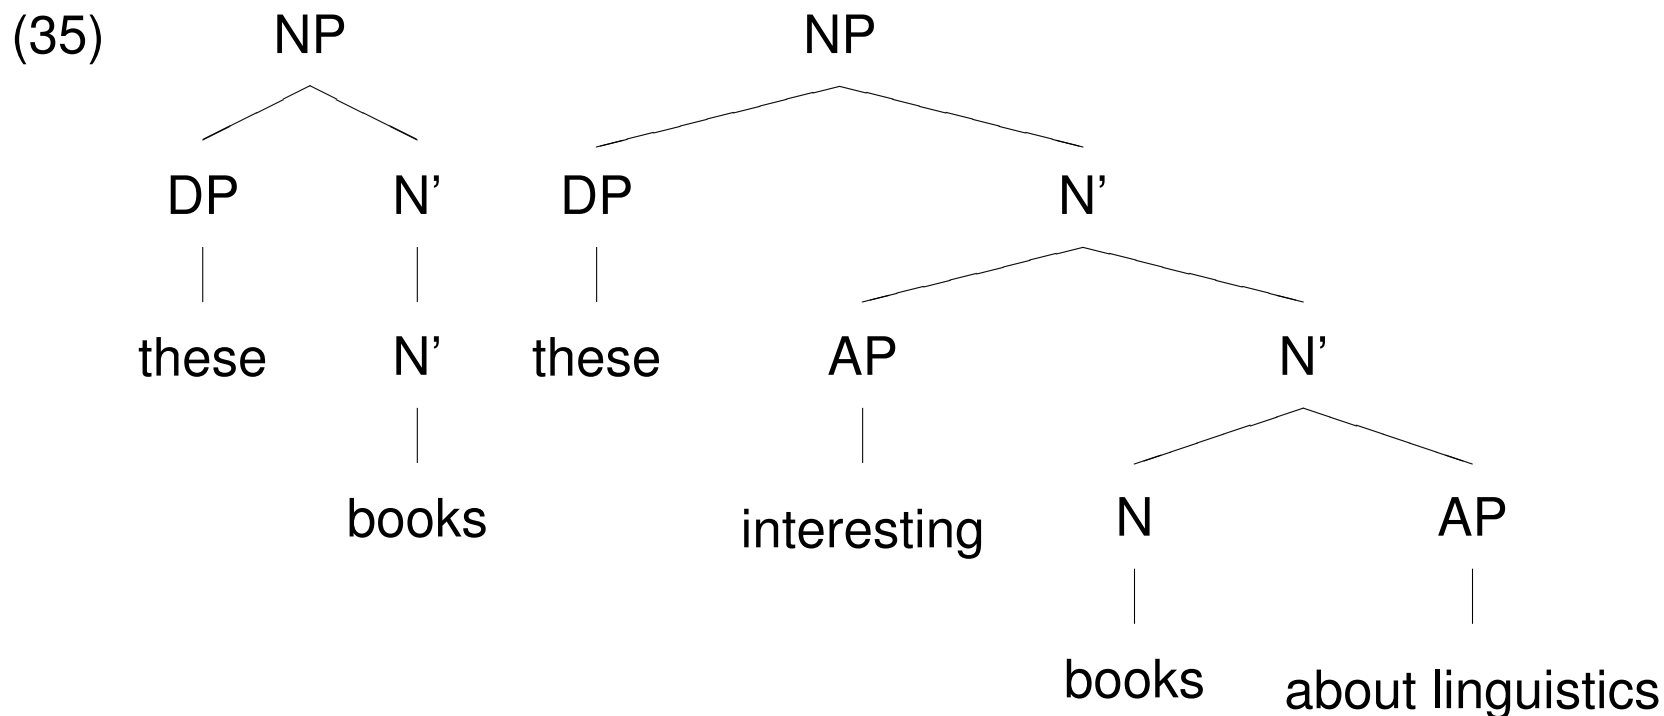 (35) NP NP
DP N’ DP N’
these N’ these AP N’
books interesting N AP
books about linguistics